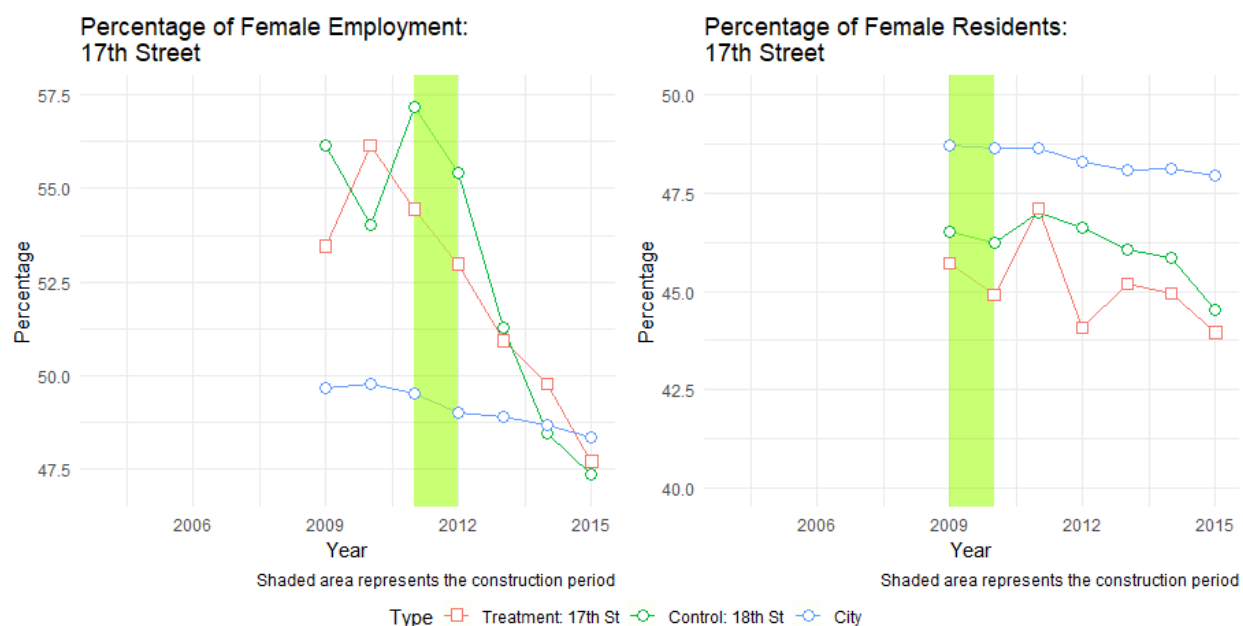 Percentage of Female Employment:
17th Street
57.5
55.0
52.5
50.0
47.5
Percentage
2006 2009 2012 2015
Year
Shaded area represents the construction period
Percentage of Female Residents:
17th Street
50.0
47.5
45.0
42.5
40.0
Percentage
2006 2009 2012 2015
Year
Shaded area represents the construction period
Type Treatment: 17th St Control: 18th St City